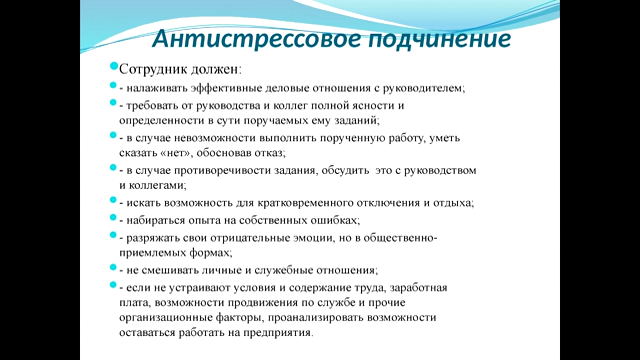 Антистрессовое подчинение
Сотрудник должен:
- налаживать эффективные деловые отношения с руководителем;
- требовать от руководства и коллег полной ясности и
определенности в сути поручаемых ему заданий;
- в случае невозможности выполнить порученную работу, уметь
сказать «нет», обосновав отказ;
- в случае противоречивости задания, обсудить это с руководством
и коллегами;
- искать возможность для кратковременного отключения и отдыха;
- набираться опыта на собственных ошибках;
- разряжать свои отрицательные эмоции, но в общественно-
приемлемых формах;
- не смешивать личные и служебные отношения;
- если не устраивают условия и содержание труда, заработная
плата, возможности продвижения по службе и прочие
организационные факторы, проанализировать возможности
оставаться работать на предприятия.